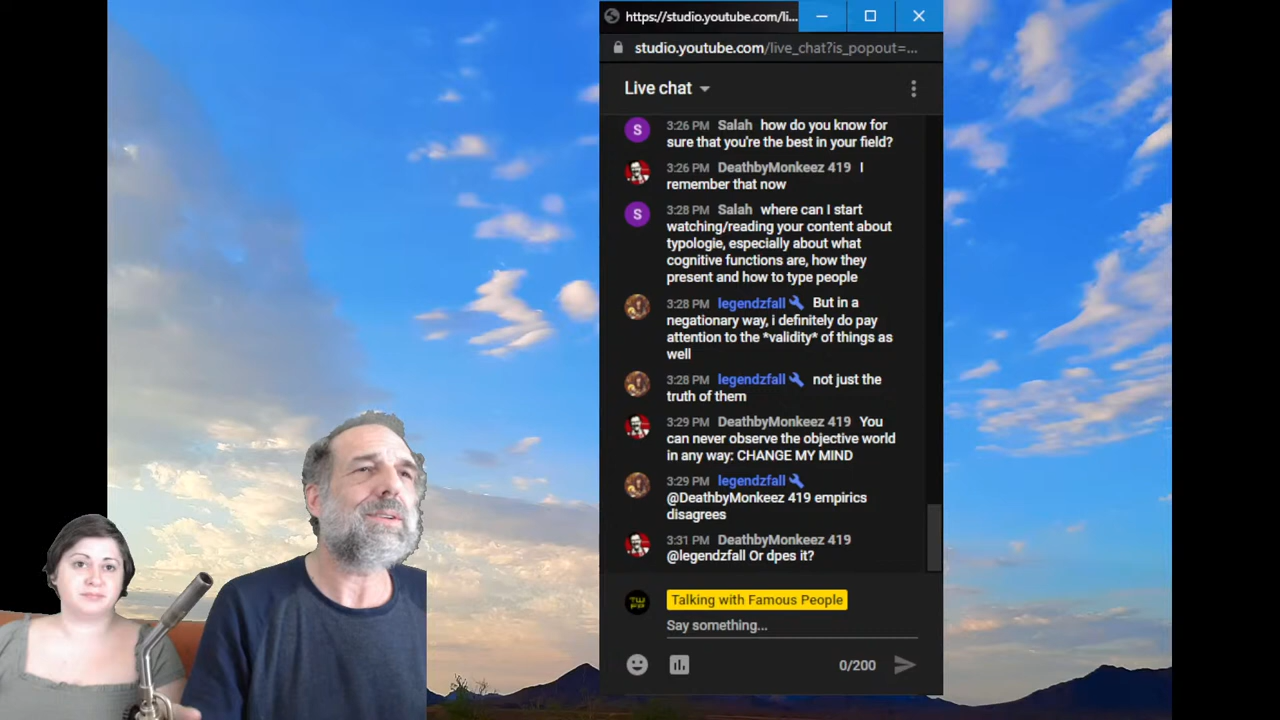 https://studio.youtube.com/li...
studio.youtube.com/live_chat?is_popout=...
Live chat
S
3:26 PM Salah how do you know for
sure that you're the best in your field?
3:26 PM DeathbyMonkeez 419 I
remember that now
S
3:28 PM Salah where can I start
watching/reading your content about
typologie, especially about what
cognitive functions are, how they
present and how to type people
3:28 PM legendzfall But in a
negationary way, i definitely do pay
attention to the *validity* of things as
well
3:28 PM legendzfall not just the
truth of them
3:29 PM DeathbyMonkeez 419 You
can never observe the objective world
in any way: CHANGE MY MIND
3:29 PM legendzfall
@DeathbyMonkeez 419 empirics
disagrees
3:31 PM DeathbyMonkeez 419
@legendzfall Or dpes it?
Talking with Famous People
Say something...
0/200